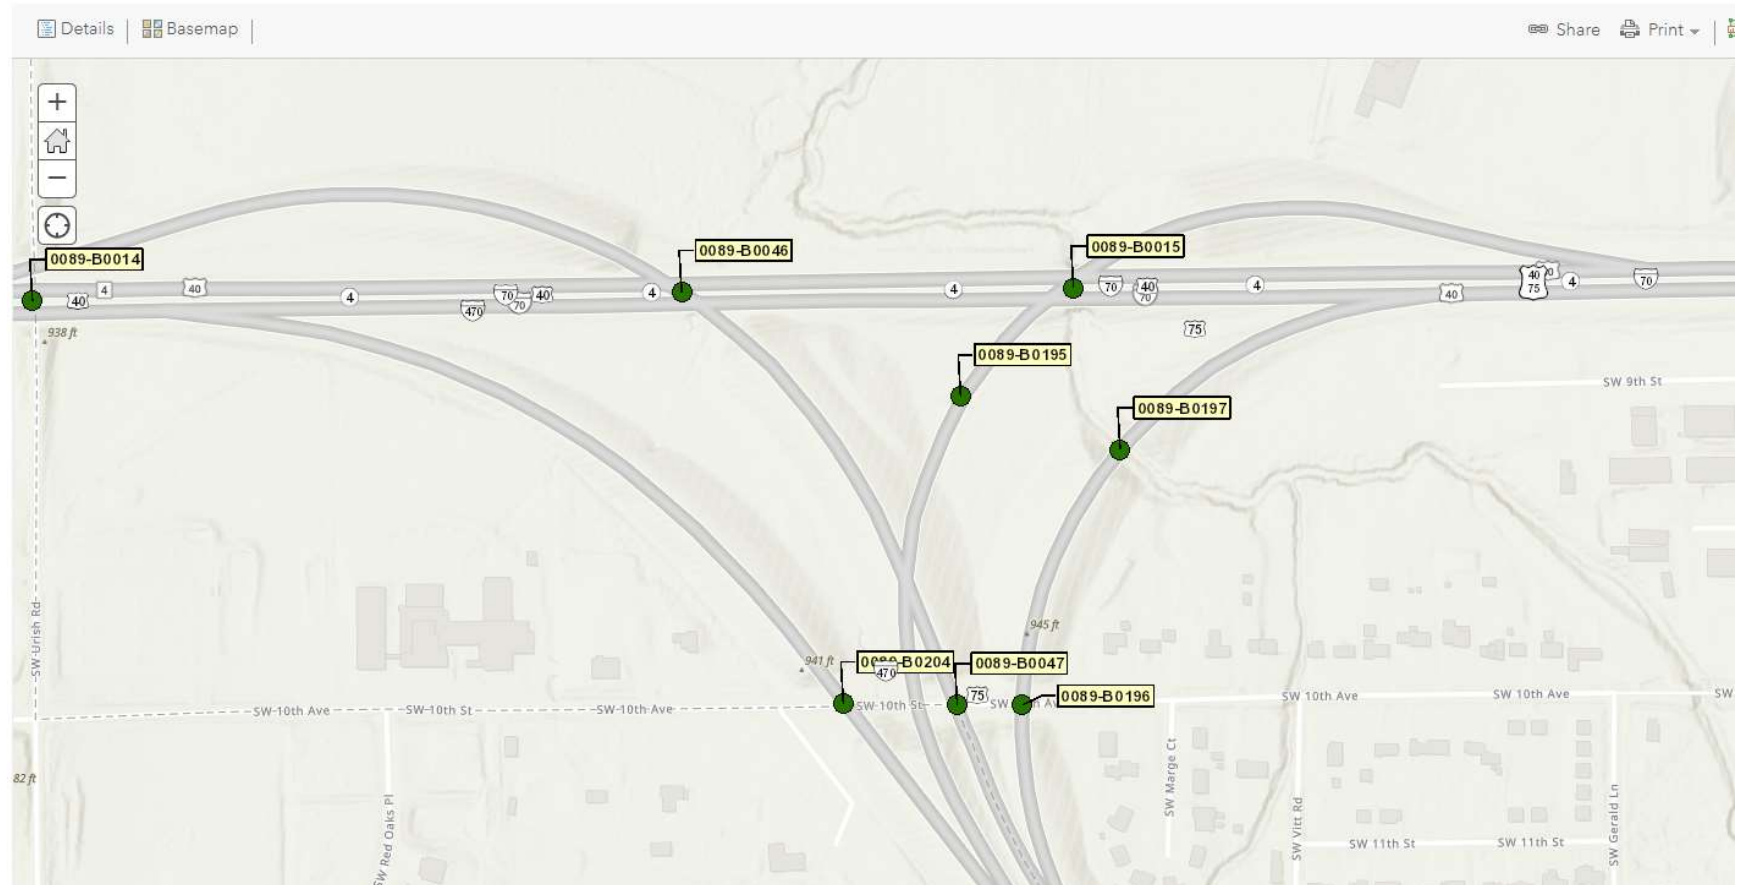 Details
Basemap
Share
Print
0089-B0014
0089-B0046
0089-B0015
40
4
40
4
470
70
70
40
4
4
70
40
70
4
40
40
75
4
70
75
938 ft
0089-B0195
SW 9th St
0089-B0197
SW Urish Rd
945 ft
941 ft
0089-B0204
470
0089-B0047
75
0089-B0196
SW 10th Ave
SW 10th St
SW 10th Ave
SW 10th St
SW
SW 10th Ave
SW 10th Ave
SW
82 ft
SW Red Oaks Pl
SW Marge Ct
SW Vitt Rd
SW Gerald Ln
SW 11th St
SW 11th St